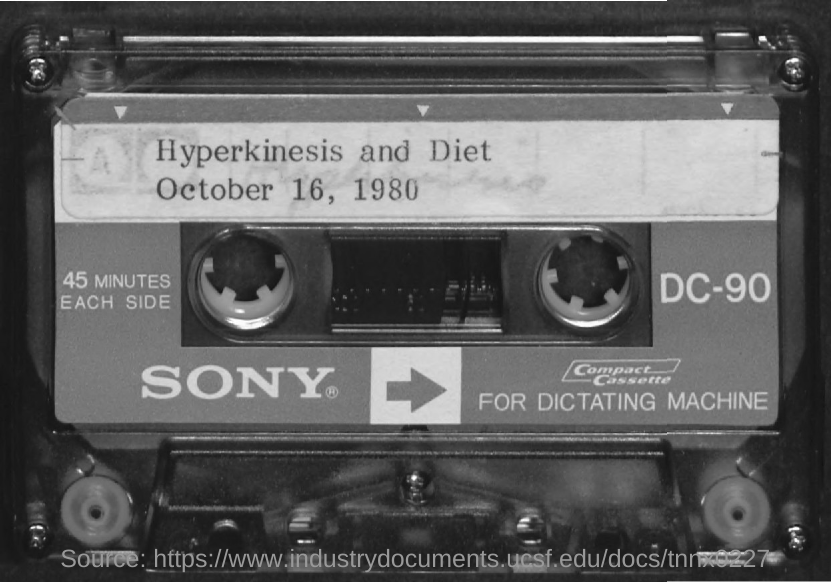 A
Hyperkinesis and Diet
October 16, 1980
45 MINUTES
EACH SIDE
DC-90
SONY®
Compact
Cassette
FOR DICTATING MACHINE
Source: https://www.industrydocuments.ucsf.edu/docs/tnnx0227